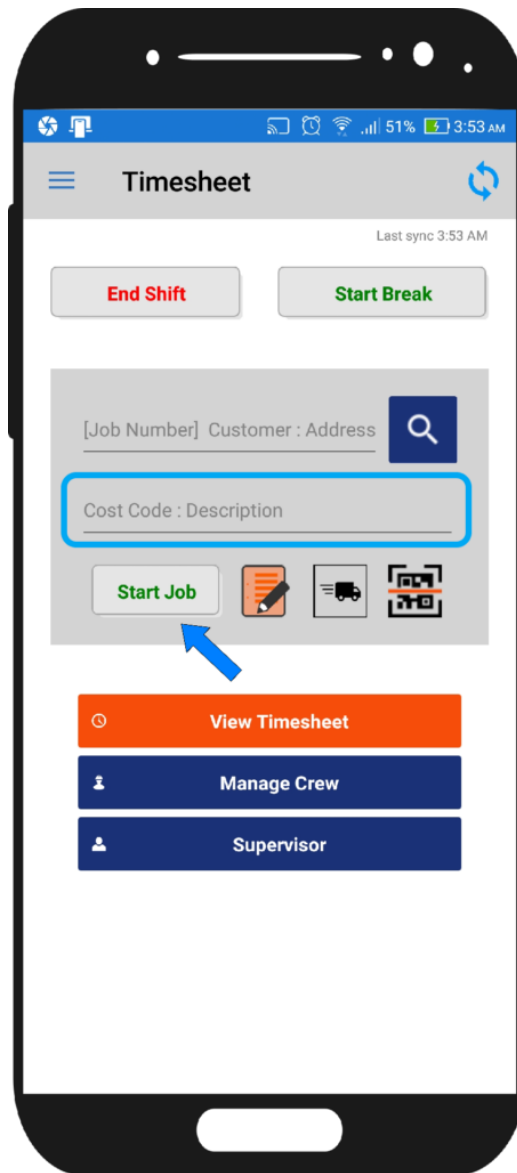 51% 3:53 AM
Timesheet
Last sync 3:53 AM
End Shift Start Break
[Job Number] Customer : Address
Cost Code : Description
Start Job
View Timesheet
Manage Crew
Supervisor